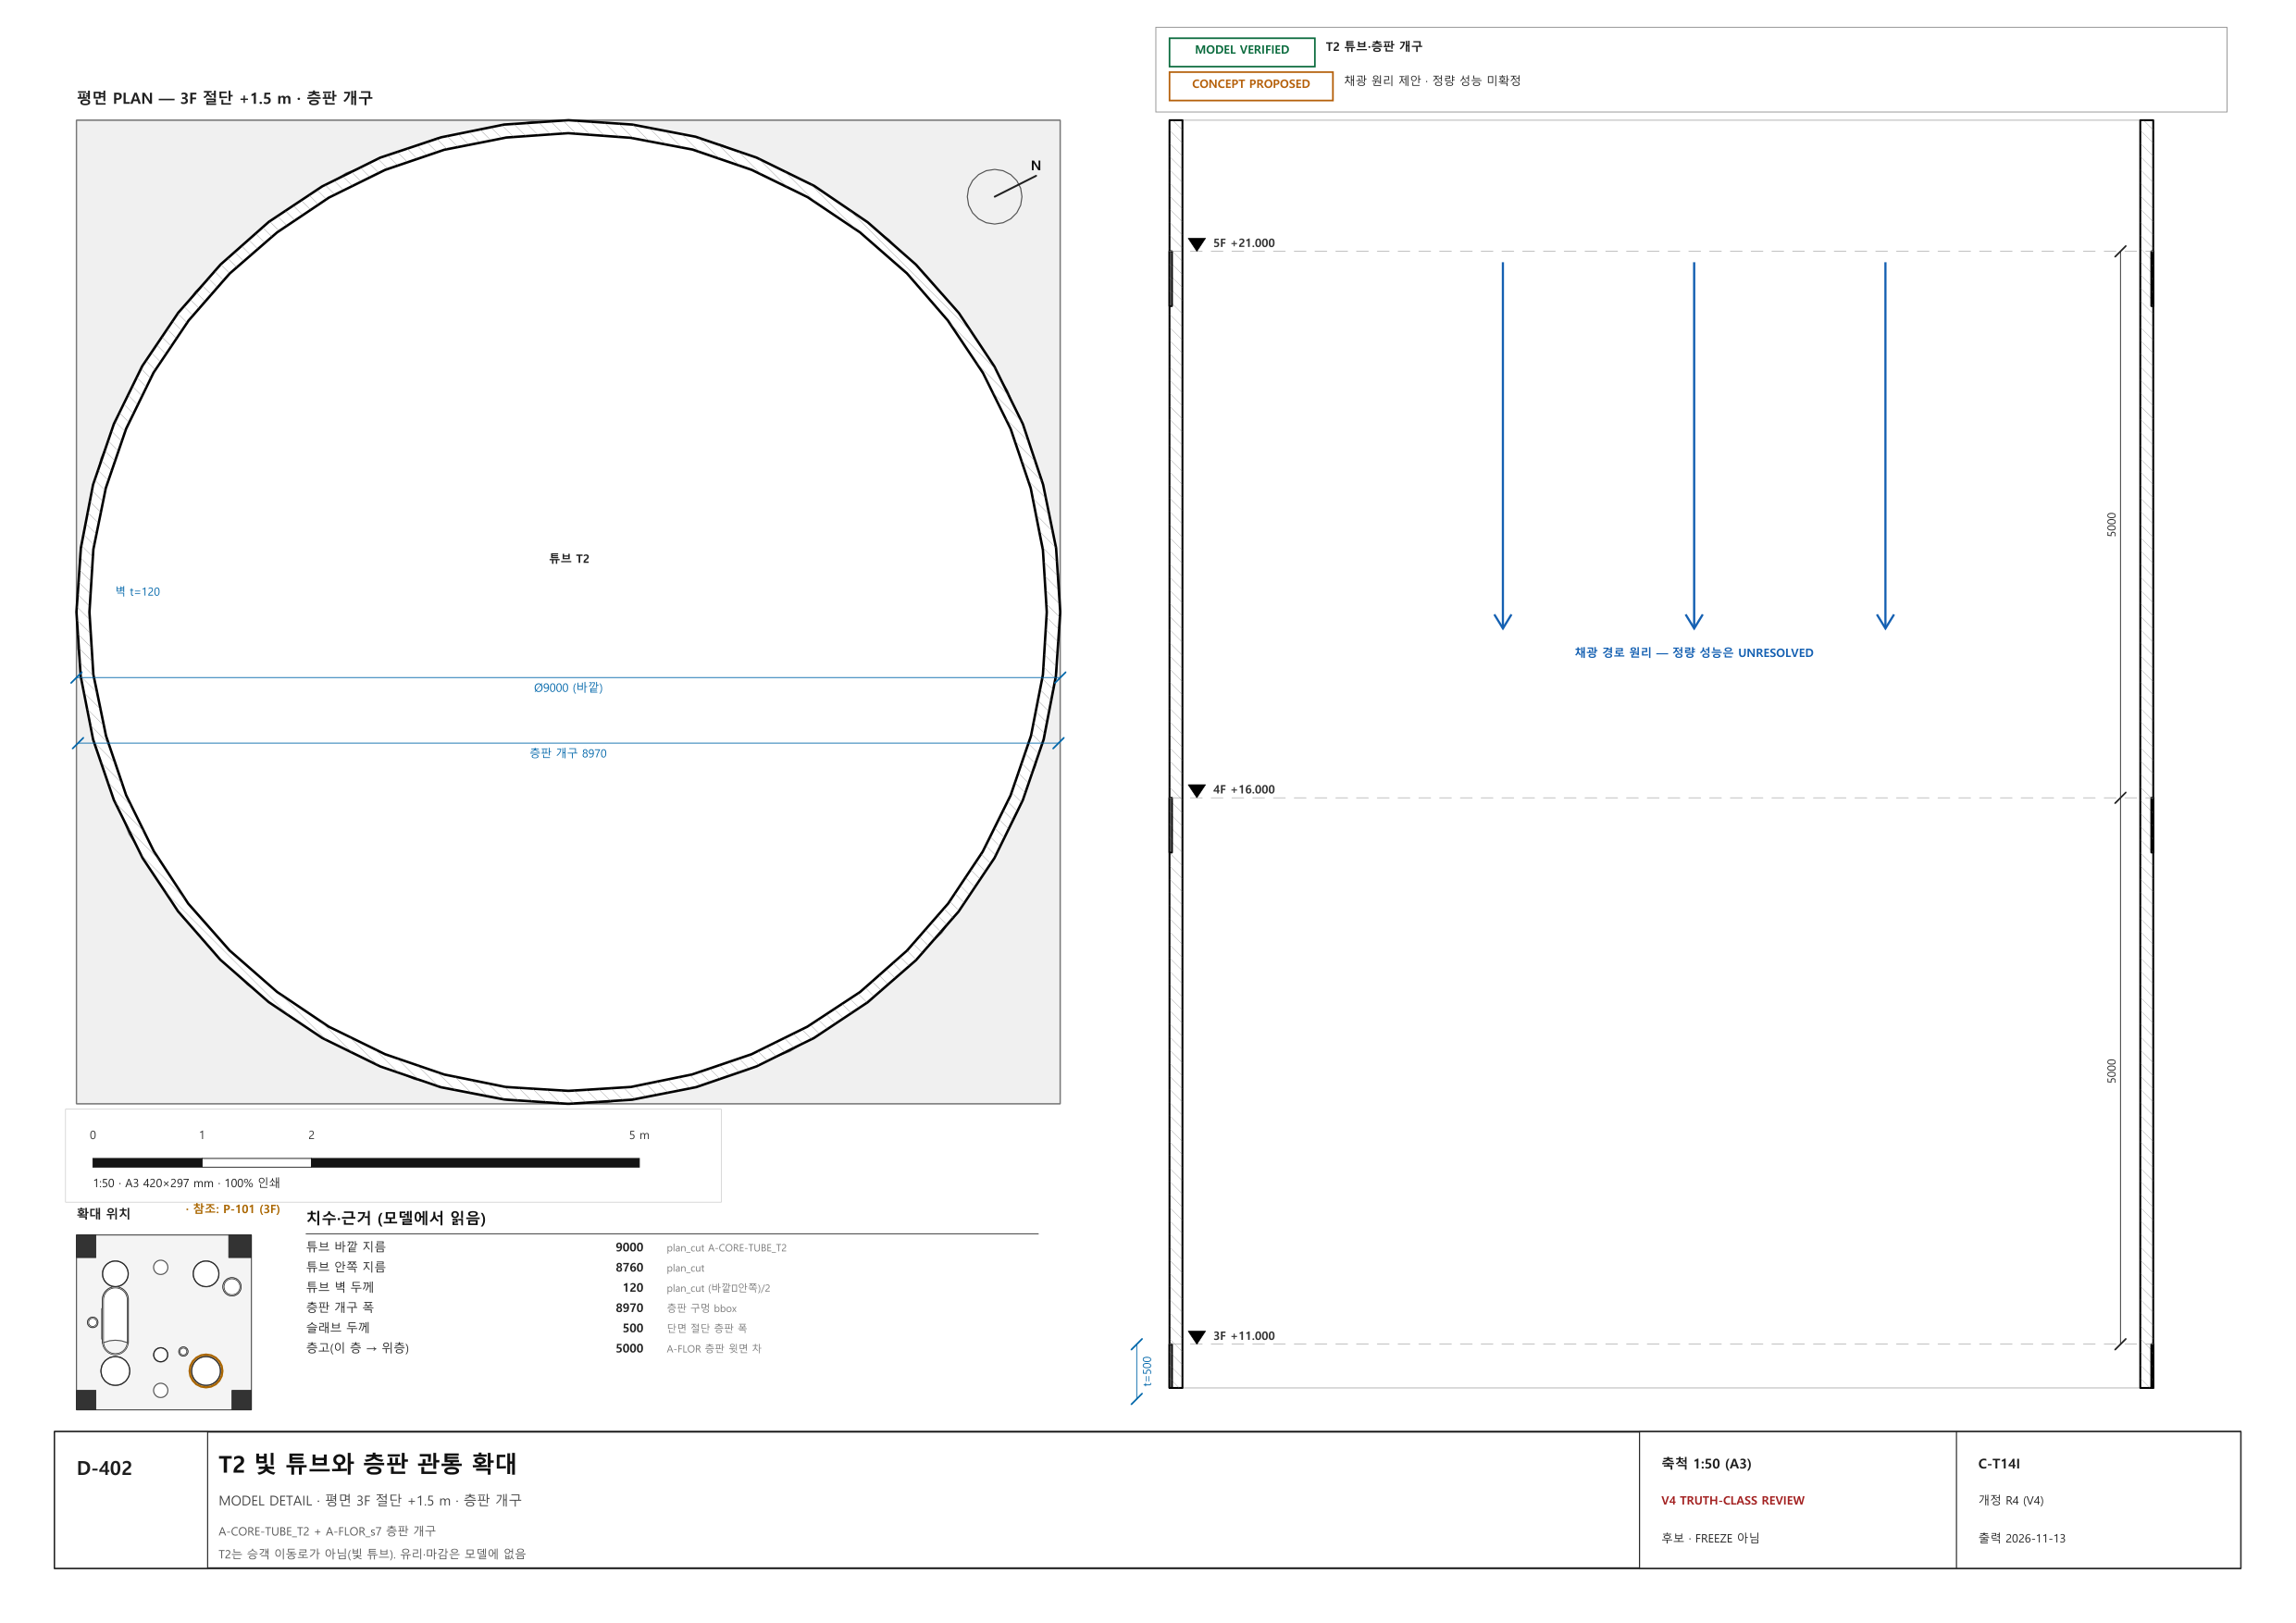 MODEL VERIFIED
T2 튜브·층판 개구
CONCEPT PROPOSED
채광 원리 제안 · 정량 성능 미확정
평면 PLAN — 3F 절단 +1.5 m · 층판 개구
N
튜브 T2
벽 t=120
Ø9000 (바깥)
층판 개구 8970
5F +21.000
5000
채광 경로 원리 — 정량 성능은 UNRESOLVED
4F +16.000
5000
3F +11.000
t=500
0 1 2 5 m
1:50 · A3 420×297 mm · 100% 인쇄
확대 위치
· 참조: P-101 (3F)
치수·근거 (모델에서 읽음)
튜브 바깥 지름 9000 plan_cut A-CORE-TUBE_T2
튜브 안쪽 지름 8760 plan_cut
튜브 벽 두께 120 plan_cut (바깥▯안쪽)/2
층판 개구 폭 8970 층판 구멍 bbox
슬래브 두께 500 단면 절단 층판 폭
층고(이 층 → 위층) 5000 A-FLOR 층판 윗면 차
D-402
T2 빛 튜브와 층판 관통 확대
MODEL DETAIL · 평면 3F 절단 +1.5 m · 층판 개구
A-CORE-TUBE_T2 + A-FLOR_s7 층판 개구
T2는 승객 이동로가 아님(빛 튜브). 유리·마감은 모델에 없음
축척 1:50 (A3)
V4 TRUTH-CLASS REVIEW
후보 · FREEZE 아님
C-T14I
개정 R4 (V4)
출력 2026-11-13